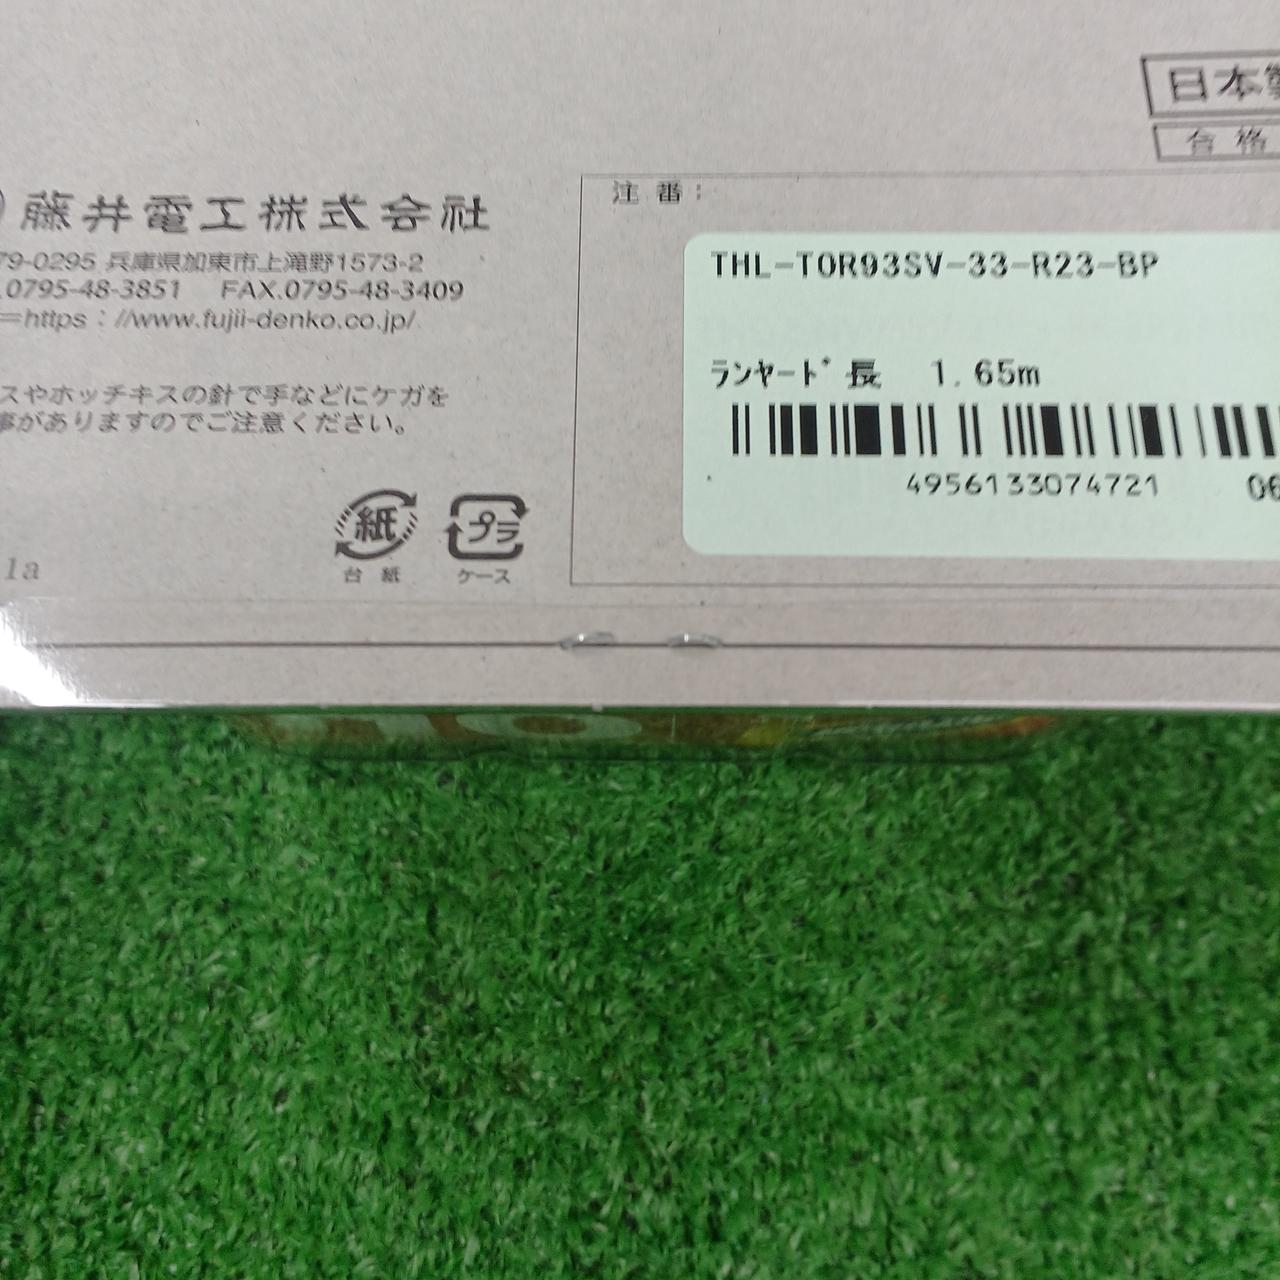 日本製
合格
藤井電工株式会社
79-0295 兵庫県加東市上滝野1573-2
.0795-48-3851 FAX.0795-48-3409
=https://www.fujii-denko.co.jp/
スやホッチキスの針で手などにケガを
事がありますのでご注意ください。
紙
台紙
プラ
ケース
1a
注番:
THL-TOR93SV-33-R23-BP
ﾗﾝﾔｰﾄﾞ長 1.65m
4956133074721 06